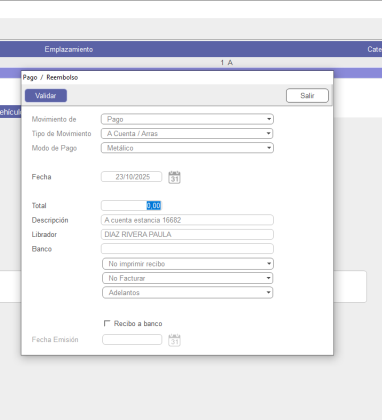 Emplazamiento
Cate
1 A
Pago / Reembolso
Validar
Salir
ehícul
Movimiento de
Pago
Tipo de Movimiento
A Cuenta / Arras
Modo de Pago
Metálico
Fecha
23/10/2025
31
Total
0,00
Descripción
A cuenta estancia 16682
Librador
DIAZ RIVERA PAULA
Banco
No imprimir recibo
No Facturar
Adelantos
Recibo a banco
Fecha Emisión
31